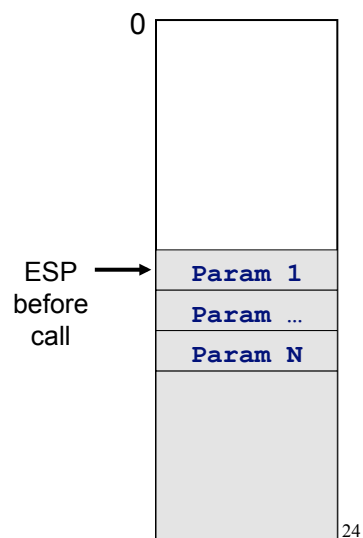 0
ESP
before
call
Param 1
Param …
Param N
24